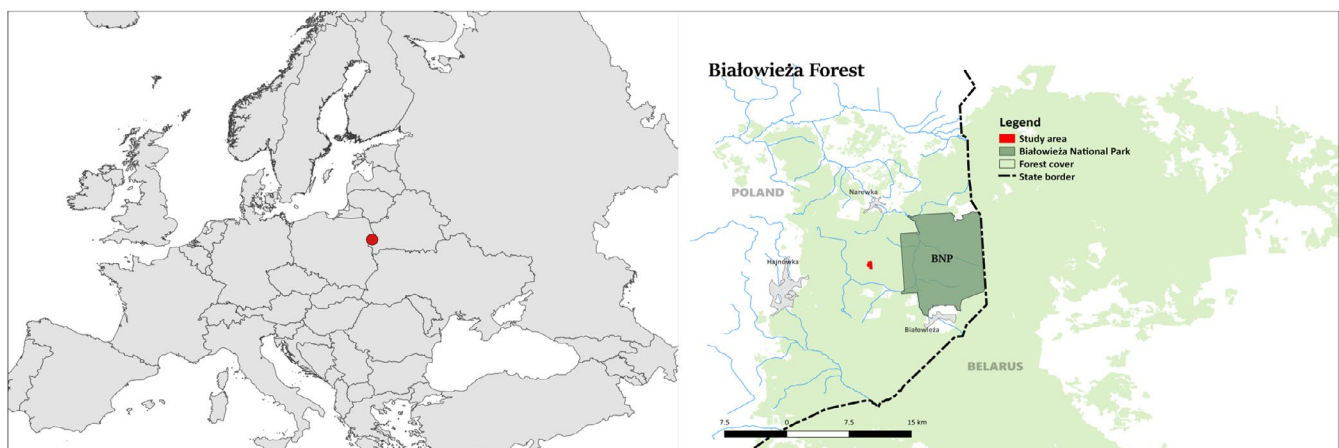 Białowieża Forest
Legend
Study area
Białowieża National Park
Forest cover
State border
POLAND
Narewka
BNP
Hajnówka
Białowieża
BELARUS
7.5 0 7.5 15 km